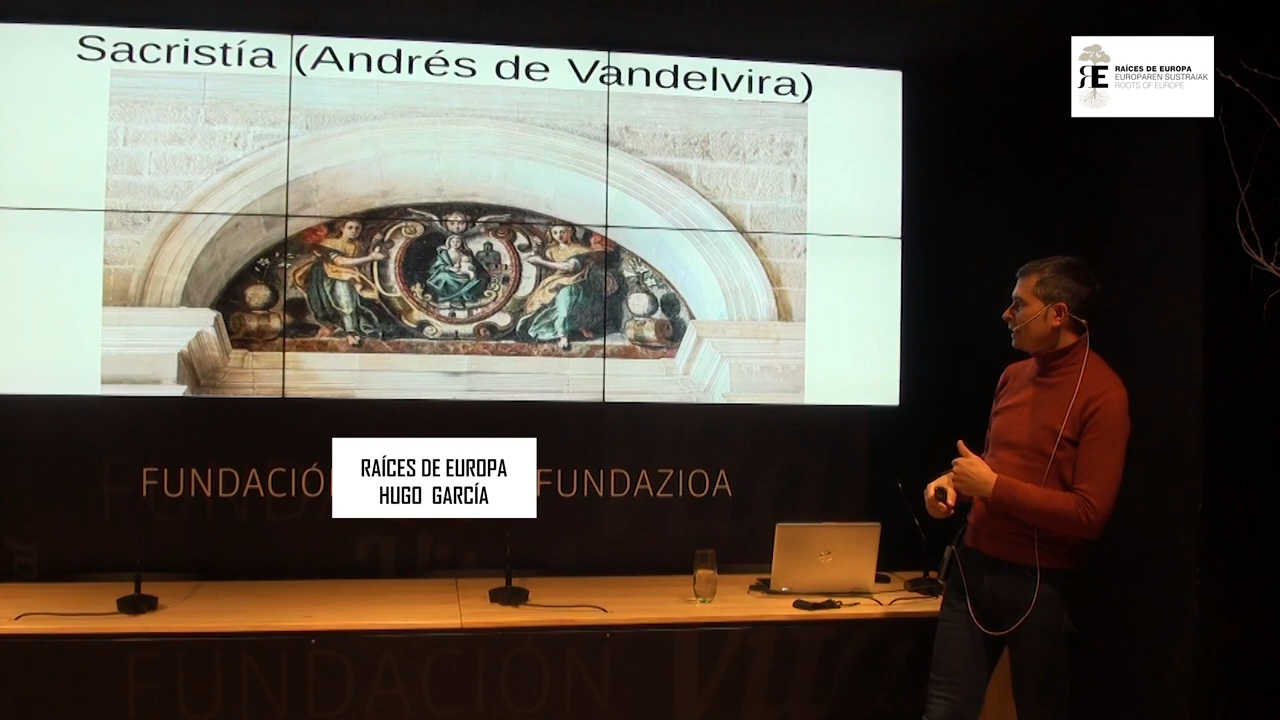 Sacristía (Andrés de Vandelvira)
RAÍCES DE EUROPA
EUROPAREN SUSTRAIAK
ROOTS OF EUROPE
FUNDACIÓN
FUNDAZIOA
RAÍCES DE EUROPA
HUGO GARCÍA
FUNDACIÓN